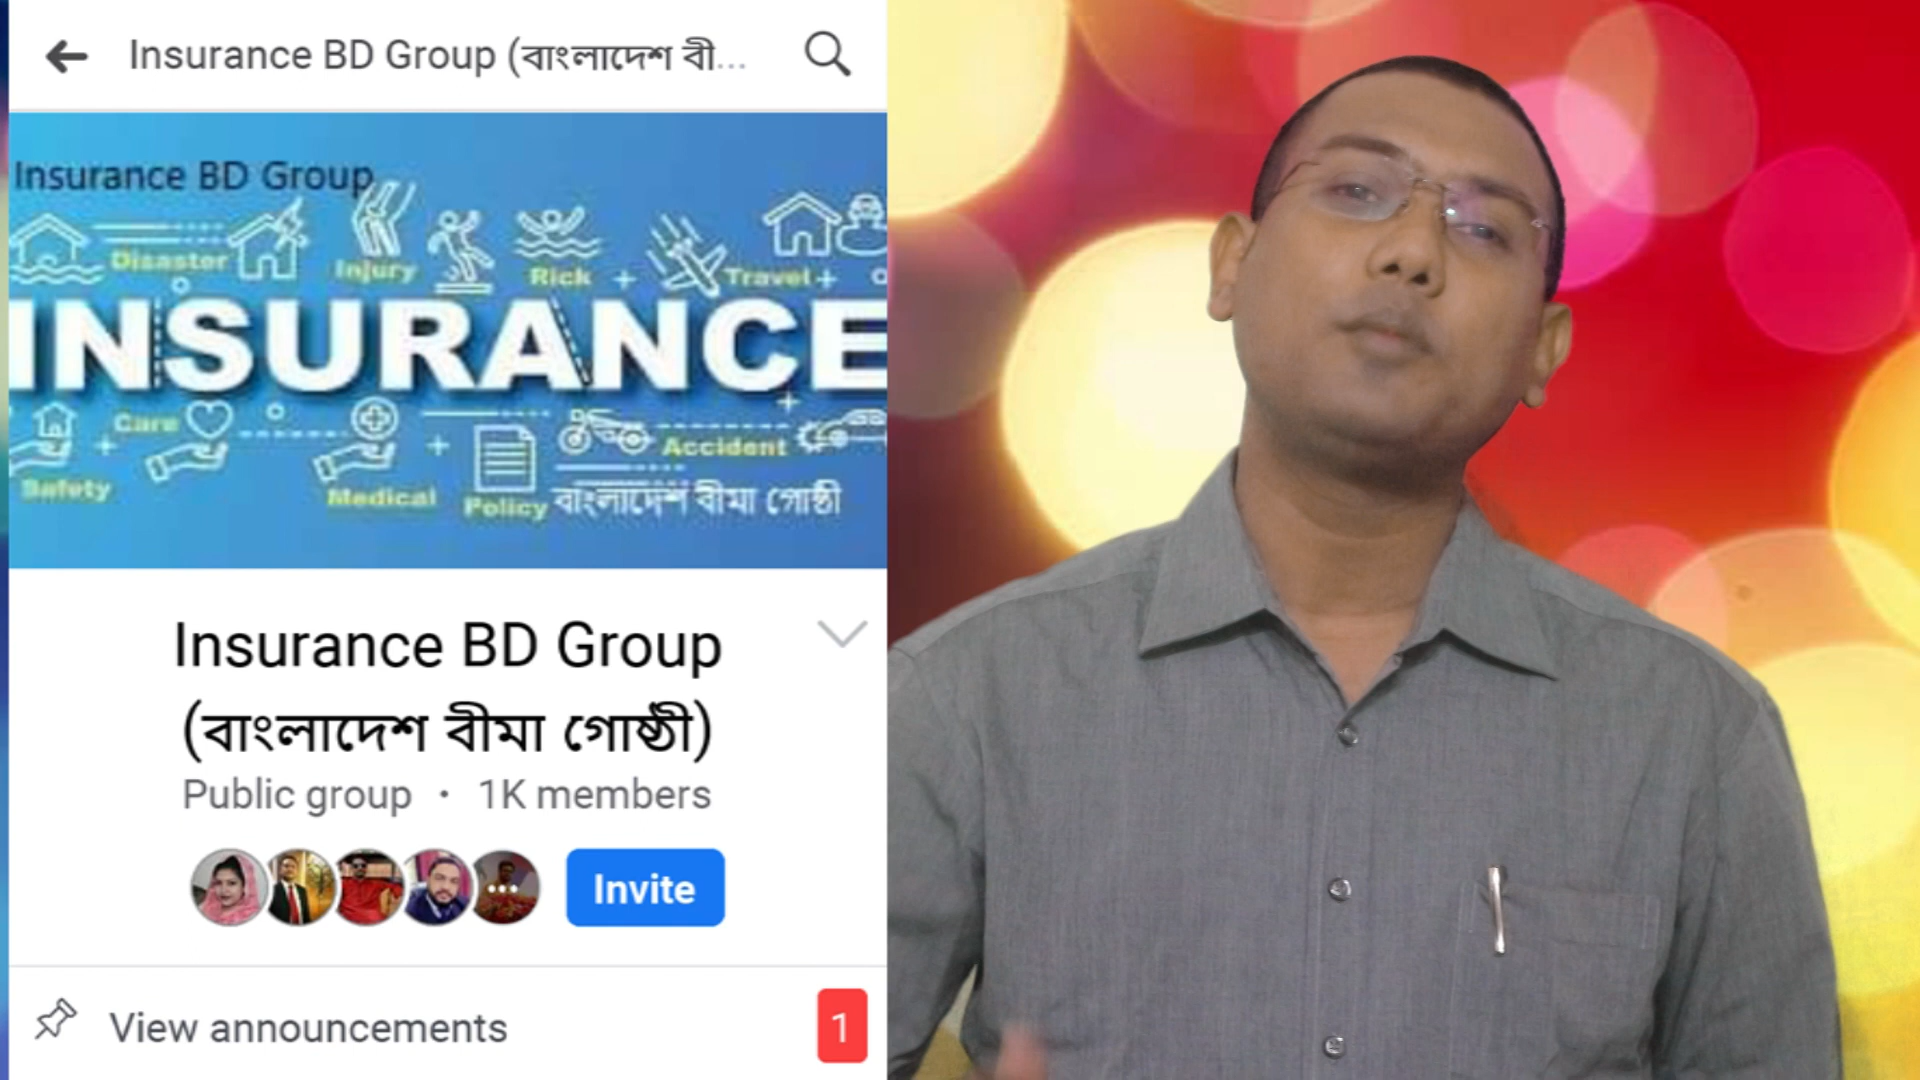 Insurance BD Group (বাংলাদেশ বী...
Insurance BD Group
Disaster
Injury
Rick
Travel
INSURANCE
Care
Accident
Safety
Medical
Policy
বাংলাদেশ বীমা গোষ্ঠী
Insurance BD Group
(বাংলাদেশ বীমা গোষ্ঠী)
Public group · 1K members
Invite
View announcements
1